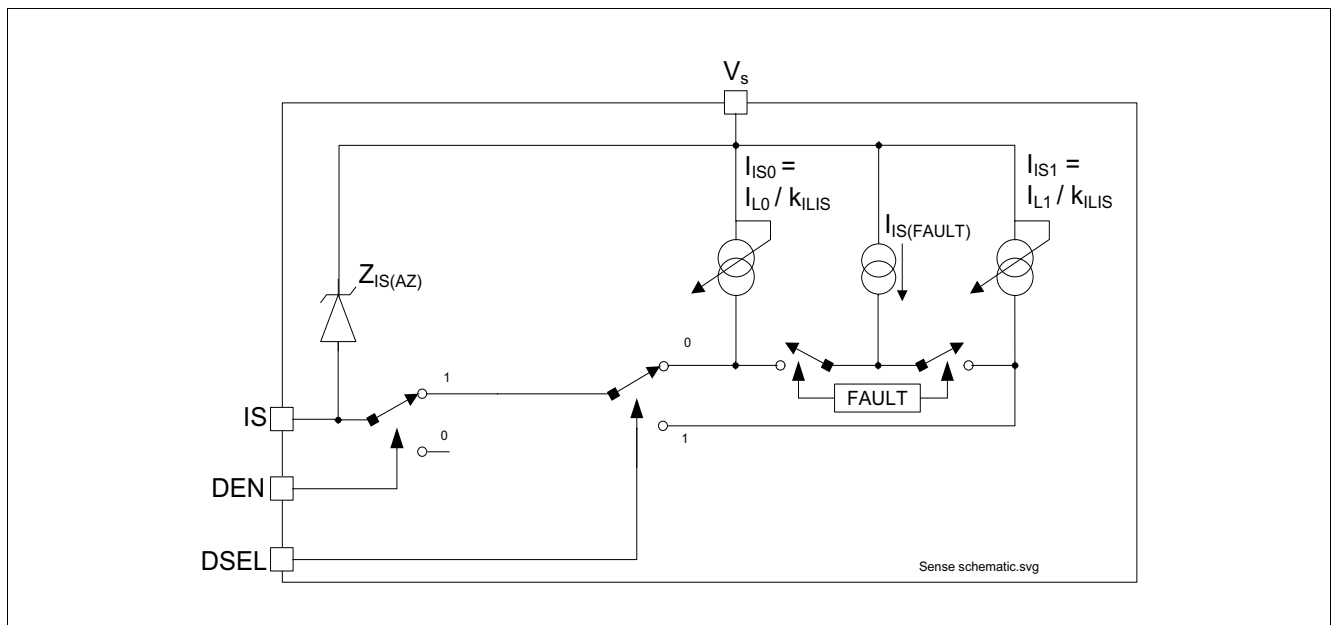 Vs
IIS0 =
IL0 / kILIS
IIS(FAULT)
IIS1 =
IL1 / kILIS
ZIS(AZ)
0
1
FAULT
IS
0
1
DEN
DSEL
Sense schematic.svg